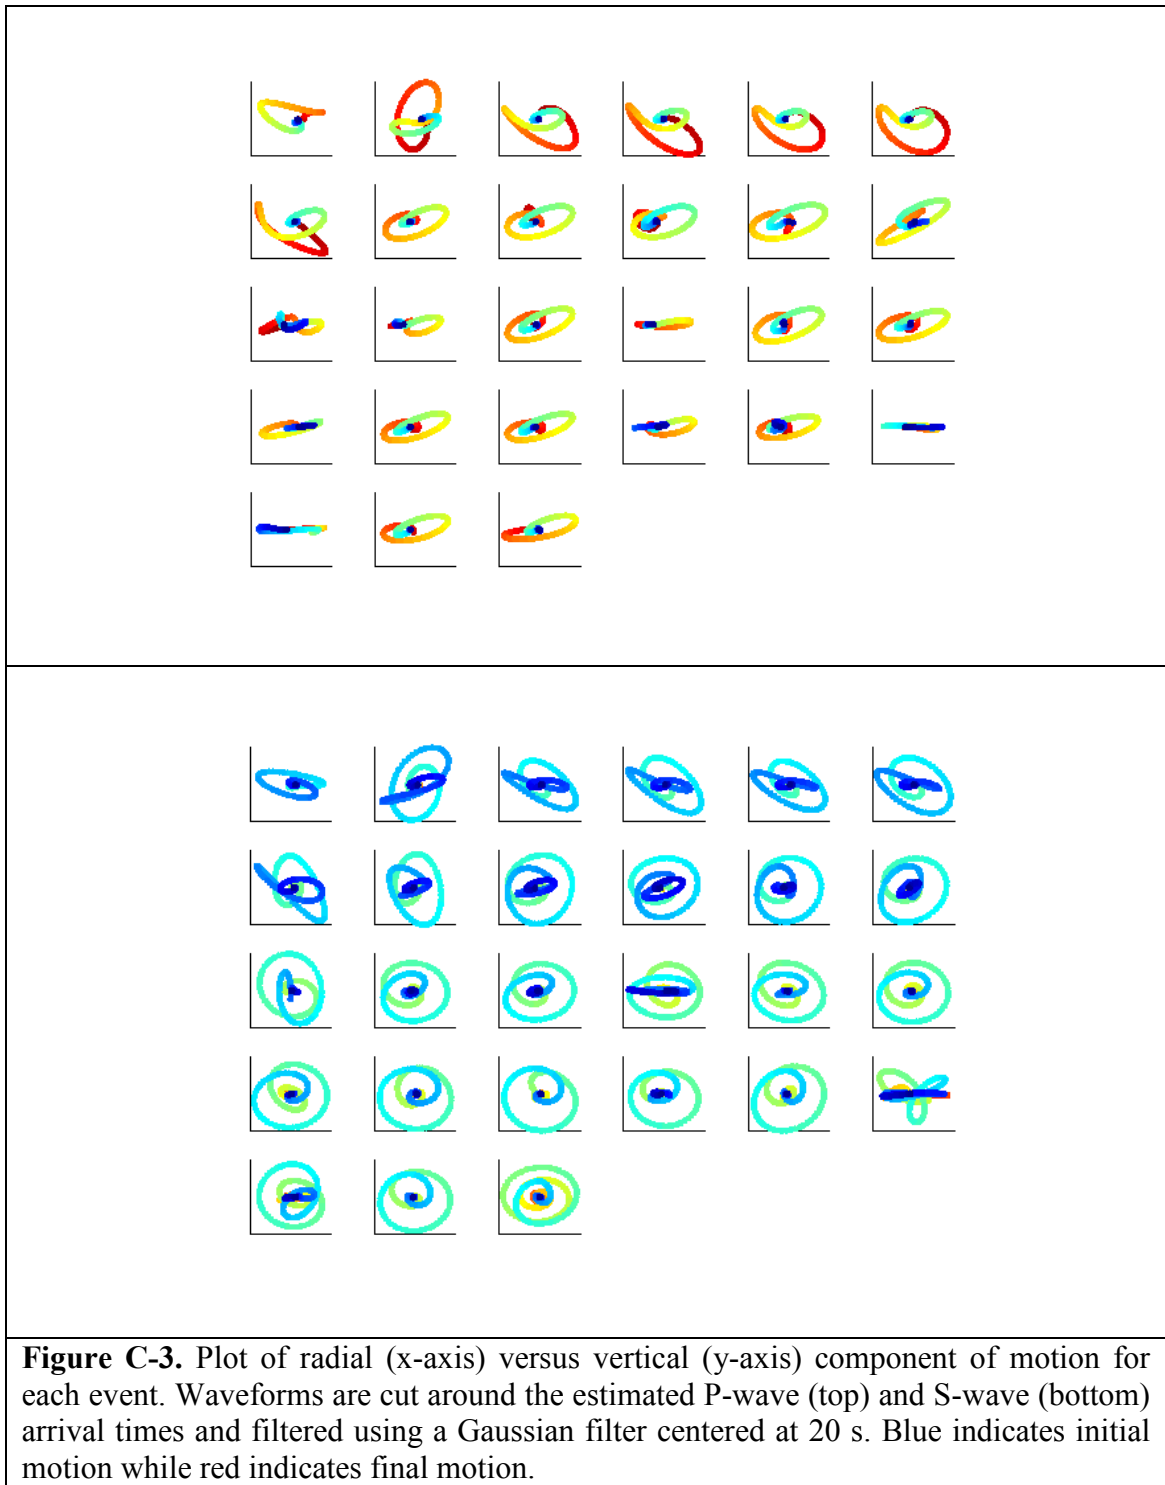 Figure C-3. Plot of radial (x-axis) versus vertical (y-axis) component of motion for
each event. Waveforms are cut around the estimated P-wave (top) and S-wave (bottom)
arrival times and filtered using a Gaussian filter centered at 20 s. Blue indicates initial
motion while red indicates final motion.